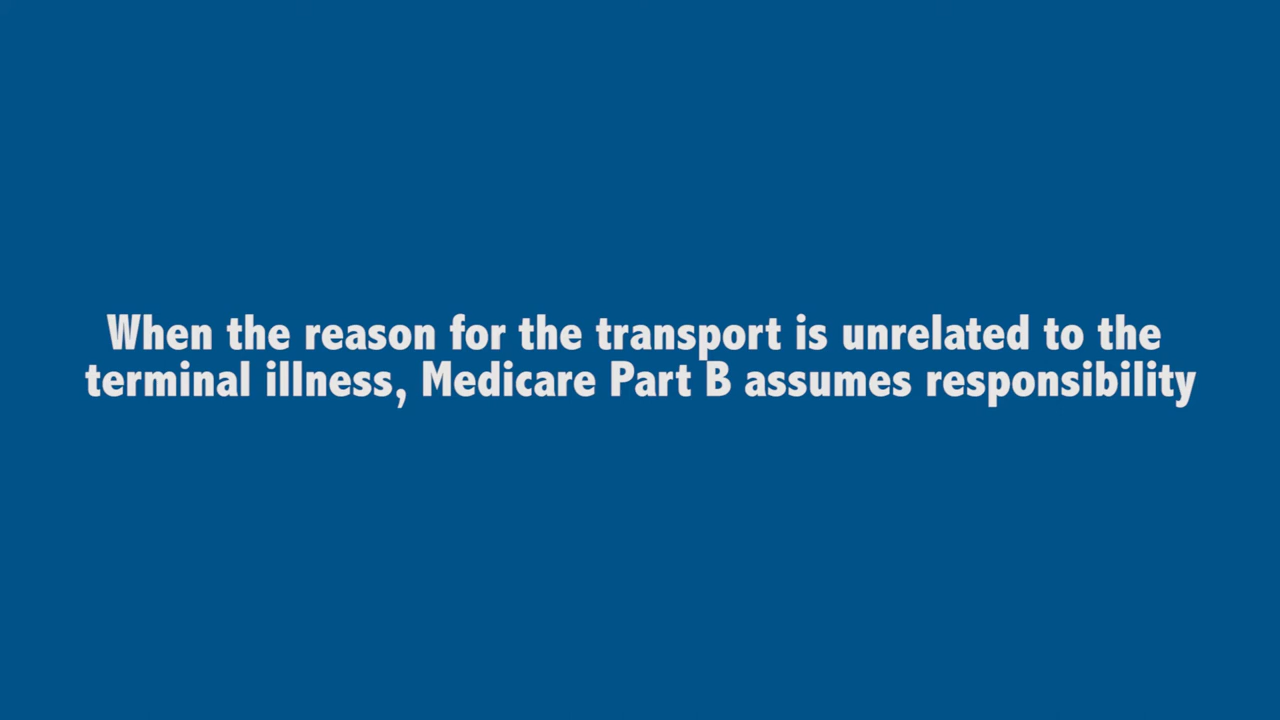 When the reason for the transport is unrelated to the
terminal illness, Medicare Part B assumes responsibility